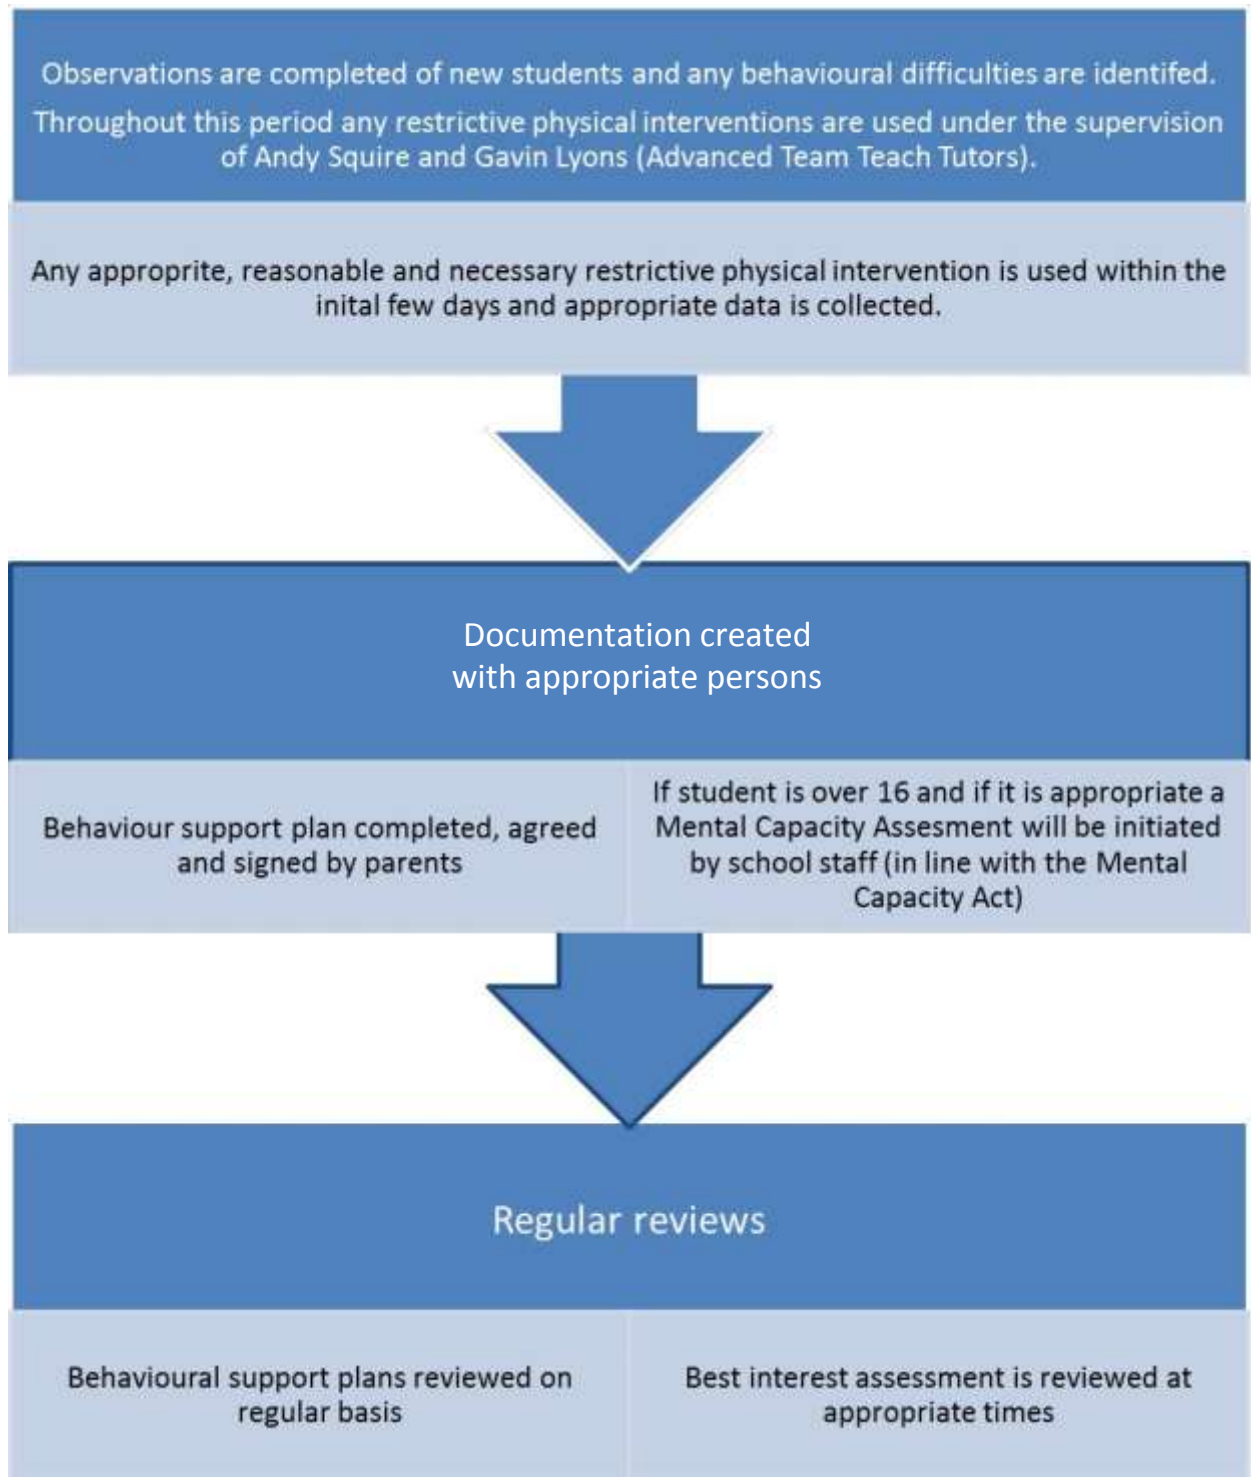 Observations are completed of new students and any behavioural difficulties are identifed.
Throughout this period any restrictive physical interventions are used under the supervision
of Andy Squire and Gavin Lyons (Advanced Team Teach Tutors).
Any approprite, reasonable and necessary restrictive physical intervention is used within the
inital few days and appropriate data is collected.
Documentation created
with appropriate persons
Behaviour support plan completed, agreed
and signed by parents
If student is over 16 and if it is appropriate a
Mental Capacity Assesment will be initiated
by school staff (in line with the Mental
Capacity Act)
Regular reviews
Behavioural support plans reviewed on
regular basis
Best interest assessment is reviewed at
appropriate times